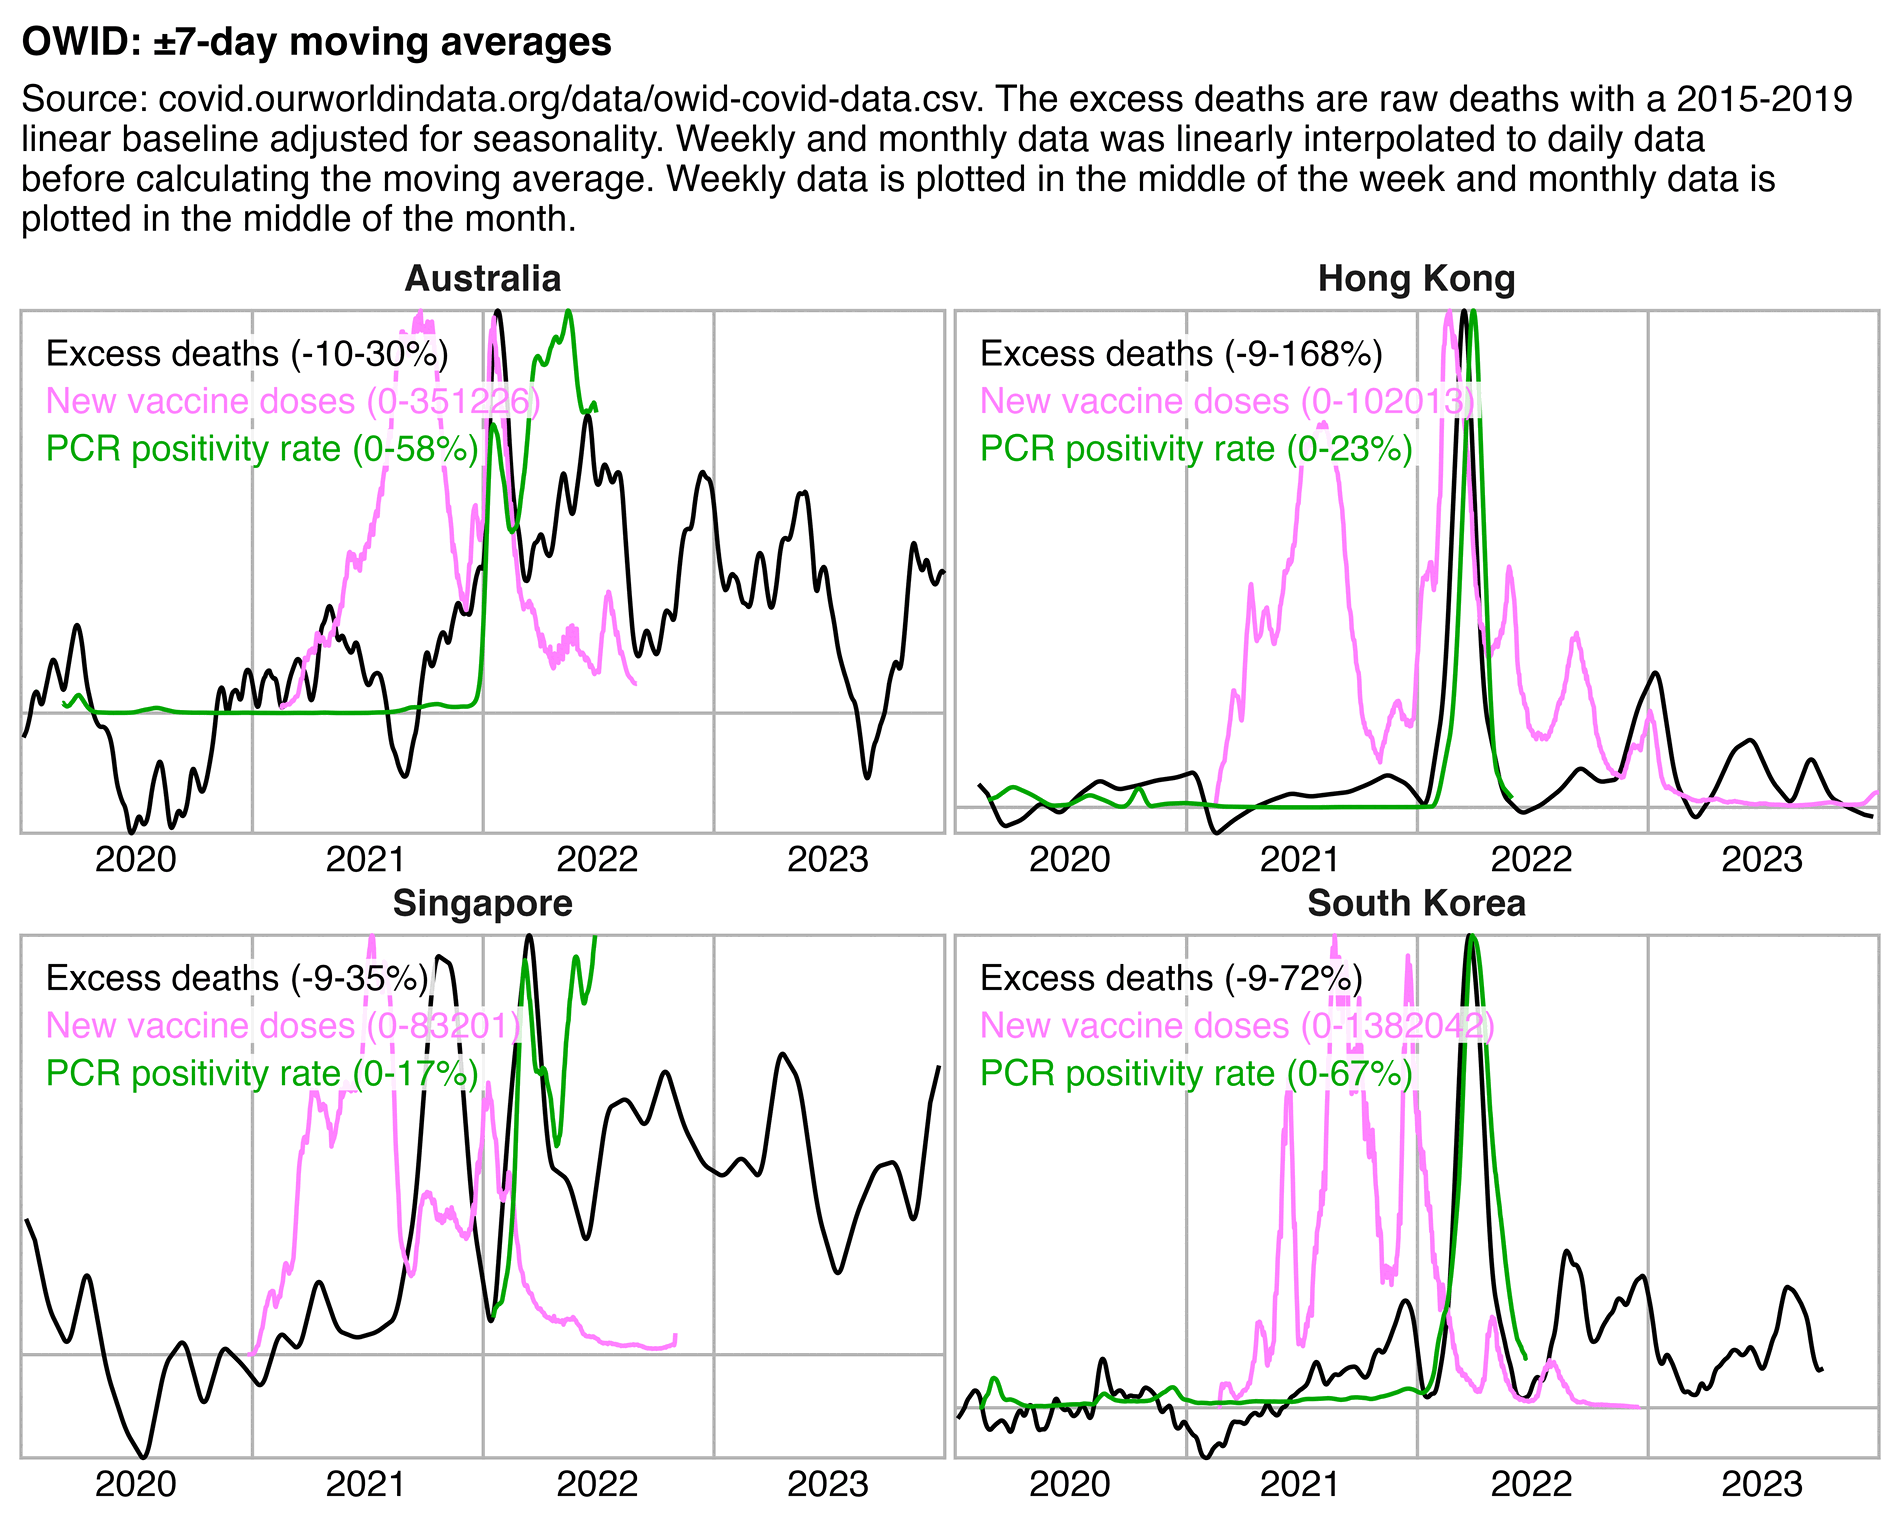 OWID: ±7-day moving averages
Source: covid.ourworldindata.org/data/owid-covid-data.csv. The excess deaths are raw deaths with a 2015-2019
linear baseline adjusted for seasonality. Weekly and monthly data was linearly interpolated to daily data
before calculating the moving average. Weekly data is plotted in the middle of the week and monthly data is
plotted in the middle of the month.
Australia
Excess deaths (-10-30%)
New vaccine doses (0-351226)
PCR positivity rate (0-58%)
2020 2021 2022 2023
Hong Kong
Excess deaths (-9-168%)
New vaccine doses (0-102013)
PCR positivity rate (0-23%)
2020 2021 2022 2023
Singapore
Excess deaths (-9-35%)
New vaccine doses (0-83201)
PCR positivity rate (0-17%)
2020 2021 2022 2023
South Korea
Excess deaths (-9-72%)
New vaccine doses (0-1382042)
PCR positivity rate (0-67%)
2020 2021 2022 2023